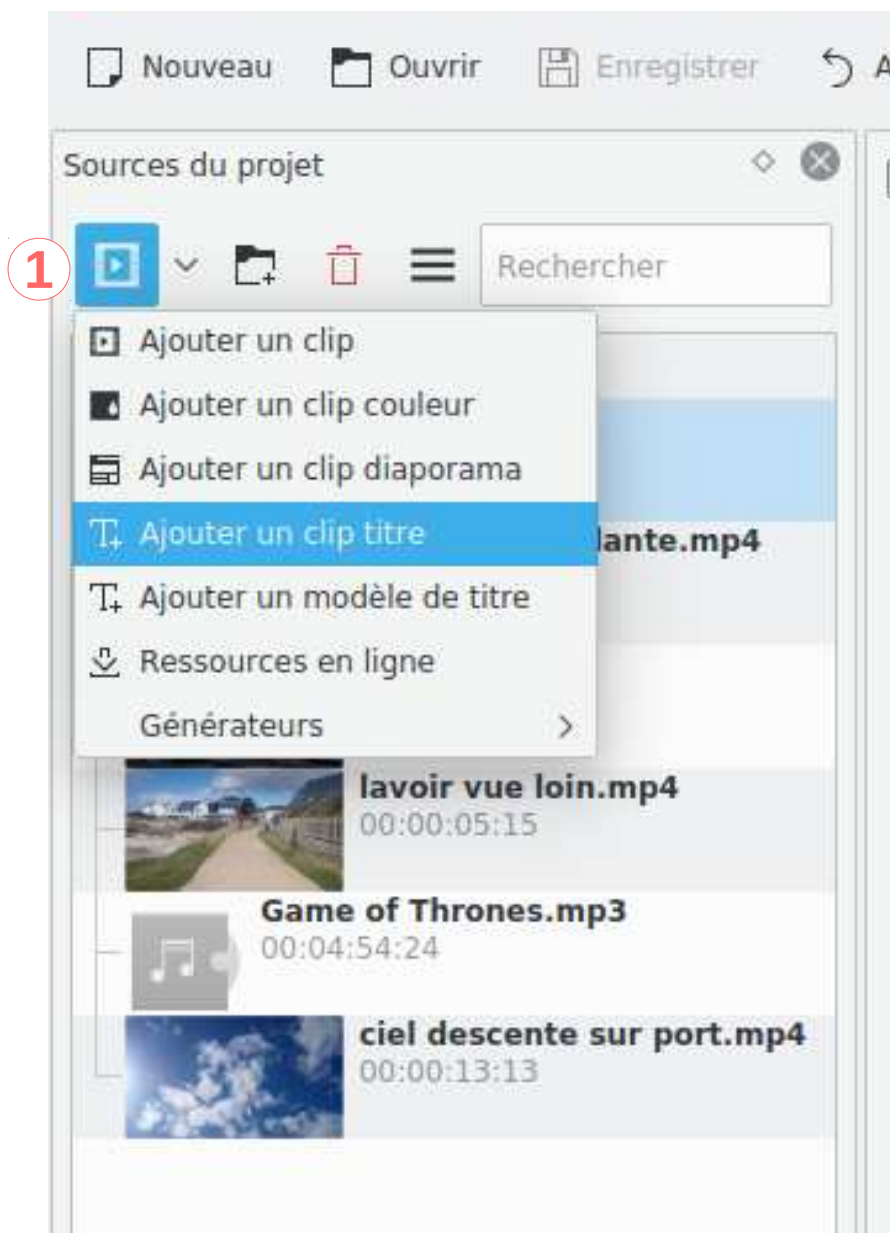 Nouveau Ouvrir Enregistrer
Sources du projet
1
Rechercher
Ajouter un clip
Ajouter un clip couleur
Ajouter un clip diaporama
Ajouter un clip titre
lante.mp4
Ajouter un modèle de titre
Ressources en ligne
Générateurs
lavoir vue loin.mp4
00:00:05:15
Game of Thrones.mp3
00:04:54:24
ciel descente sur port.mp4
00:00:13:13